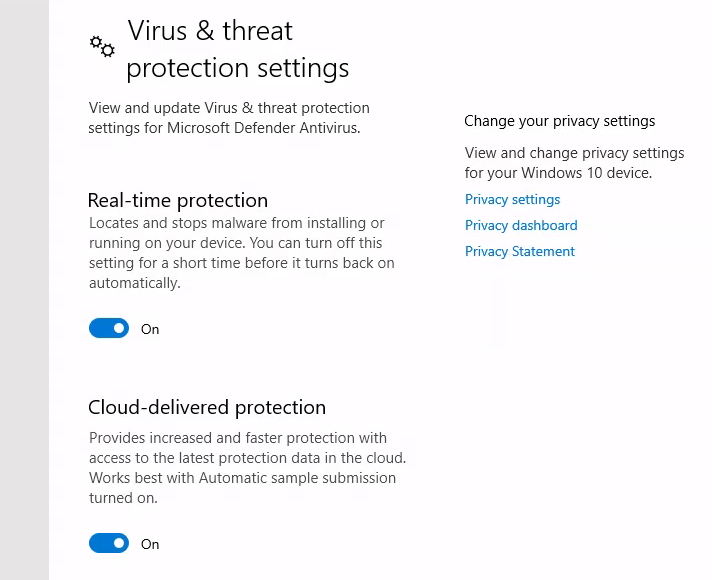 Virus & threat
protection settings
View and update Virus & threat protection
settings for Microsoft Defender Antivirus.
Real-time protection
Locates and stops malware from installing or
running on your device. You can turn off this
setting for a short time before it turns back on
automatically.
On
Cloud-delivered protection
Provides increased and faster protection with
access to the latest protection data in the cloud.
Works best with Automatic sample submission
turned on.
On
Change your privacy settings
View and change privacy settings
for your Windows 10 device.
Privacy settings
Privacy dashboard
Privacy Statement